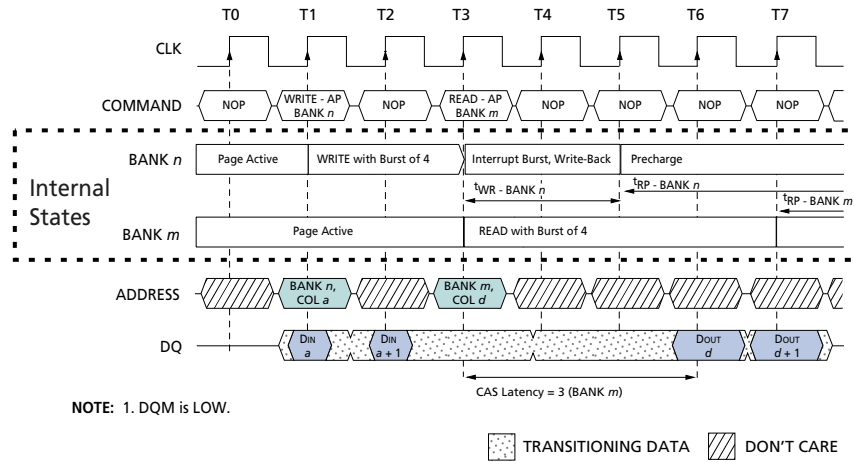 T0 T1 T2 T3 T4 T5 T6 T7
CLK
COMMAND NOP WRITE - AP BANK n NOP READ - AP BANK m NOP NOP NOP NOP
BANK n Page Active WRITE with Burst of 4 Interrupt Burst, Write-Back Precharge
Internal
States
tWR - BANK n tRP - BANK n
tRP - BANK m
BANK m Page Active READ with Burst of 4
ADDRESS BANK n, COL a BANK m, COL d
DQ DIN a DIN a + 1 DOUT d DOUT d + 1
CAS Latency = 3 (BANK m)
NOTE: 1. DQM is LOW.
TRANSITIONING DATA DON'T CARE